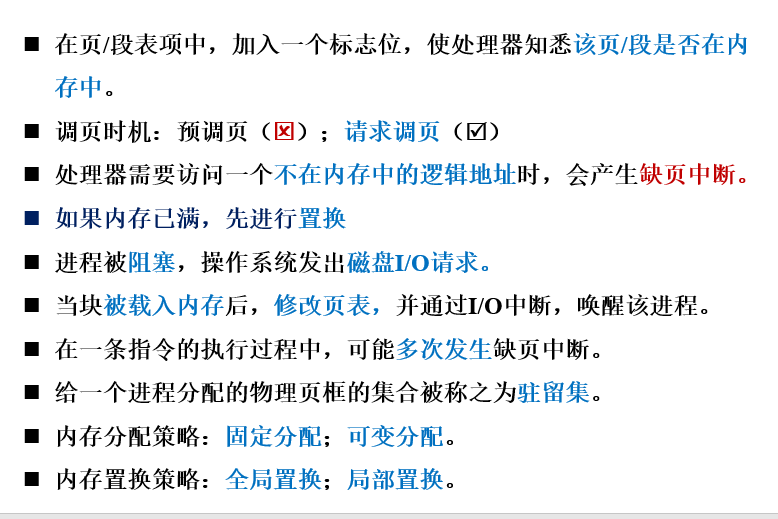 ■ 在页/段表项中，加入一个标志位，使处理器知悉该页/段是否在内
存中。
■ 调页时机：预调页（☒）；请求调页（☑）
■ 处理器需要访问一个不在内存中的逻辑地址时，会产生缺页中断。
■ 如果内存已满，先进行置换
■ 进程被阻塞，操作系统发出磁盘I/O请求。
■ 当块被载入内存后，修改页表，并通过I/O中断，唤醒该进程。
■ 在一条指令的执行过程中，可能多次发生缺页中断。
■ 给一个进程分配的物理页框的集合被称之为驻留集。
■ 内存分配策略：固定分配；可变分配。
■ 内存置换策略：全局置换；局部置换。